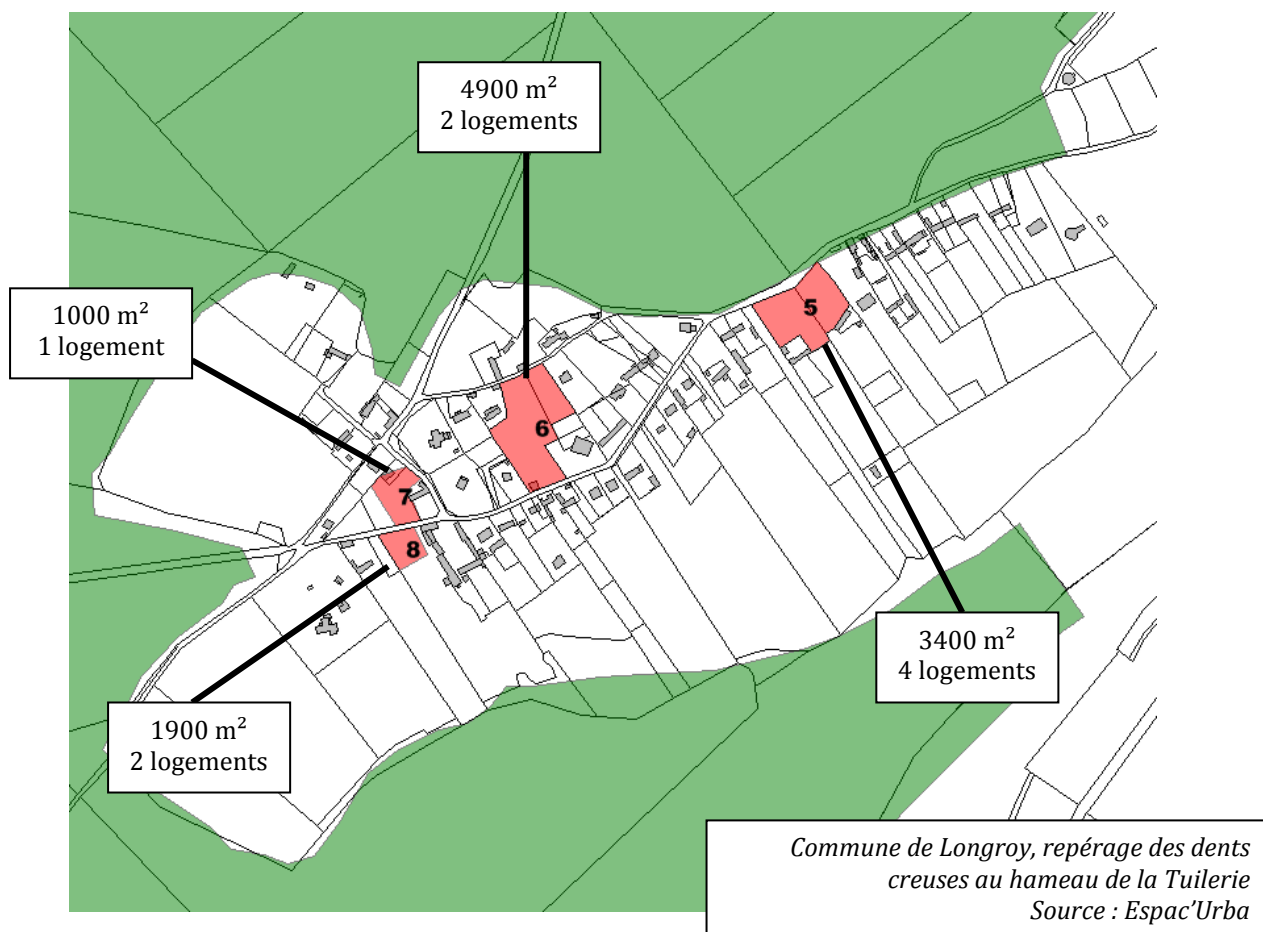 4900 m²
2 logements
1000 m²
1 logement
5
6
7
8
3400 m²
4 logements
1900 m²
2 logements
Commune de Longroy, repérage des dents
creuses au hameau de la Tuilerie
Source : Espac'Urba